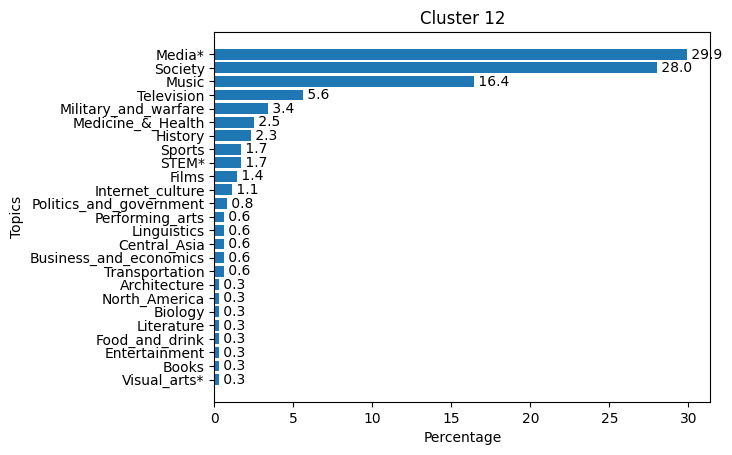 Cluster 12
Media* 29.9
Society 28.0
Music 16.4
Television 5.6
Military_and_warfare 3.4
Medicine_&_Health 2.5
History 2.3
Sports 1.7
STEM* 1.7
Films 1.4
Internet_culture 1.1
Politics_and_government 0.8
Performing_arts 0.6
Linguistics 0.6
Central_Asia 0.6
Business_and_economics 0.6
Transportation 0.6
Architecture 0.3
North_America 0.3
Biology 0.3
Literature 0.3
Food_and_drink 0.3
Entertainment 0.3
Books 0.3
Visual_arts* 0.3
Topics
0 5 10 15 20 25 30
Percentage